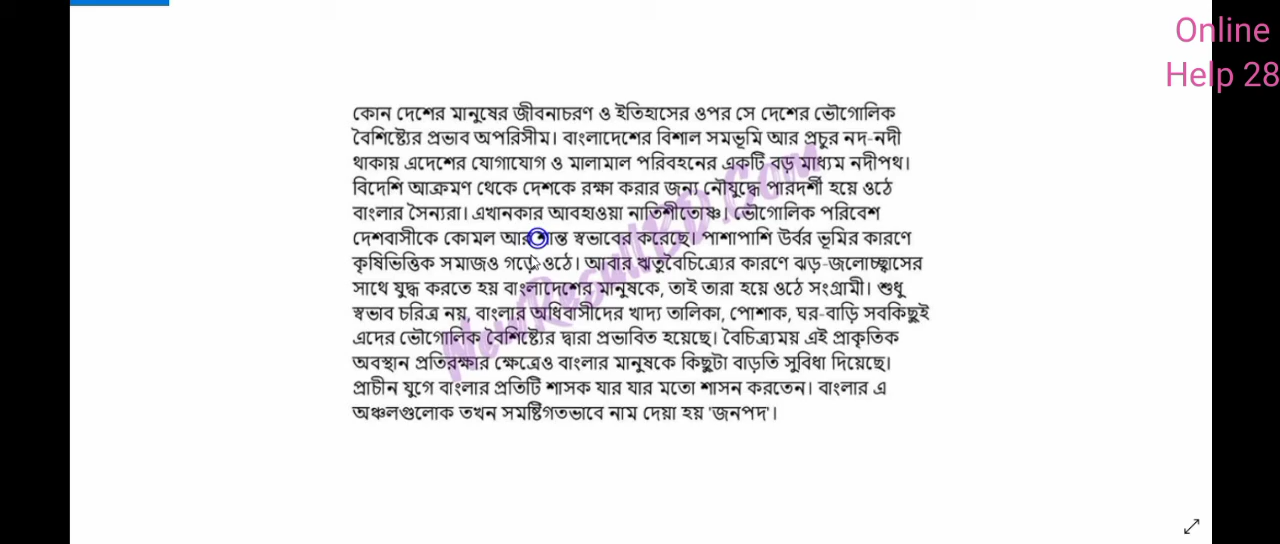 Online
Help 28
কোন দেশের মানুষের জীবনাচরণ ও ইতিহাসের ওপর সে দেশের ভৌগোলিক
বৈশিষ্ট্যের প্রভাব অপরিসীম। বাংলাদেশের বিশাল সমভূমি আর প্রচুর নদ-নদী
থাকায় এদেশের যোগাযোগ ও মালামাল পরিবহনের একটি বড় মাধ্যম নদীপথ।
বিদেশি আক্রমণ থেকে দেশকে রক্ষা করার জন্য নৌযুদ্ধে পারদর্শী হয়ে ওঠে
বাংলার সৈন্যরা। এখানকার আবহাওয়া নাতিশীতোষ্ণ। ভৌগোলিক পরিবেশ
দেশবাসীকে কোমল আর শান্ত স্বভাবের করেছে। পাশাপাশি উর্বর ভূমির কারণে
কৃষিভিত্তিক সমাজও গড়ে ওঠে। আবার ঋতুবৈচিত্র্যের কারণে ঝড়-জলোচ্ছ্বাসের
সাথে যুদ্ধ করতে হয় বাংলাদেশের মানুষকে, তাই তারা হয়ে ওঠে সংগ্রামী। শুধু
স্বভাব চরিত্র নয়, বাংলার অধিবাসীদের খাদ্য তালিকা, পোশাক, ঘর-বাড়ি সবকিছুই
এদের ভৌগোলিক বৈশিষ্ট্যের দ্বারা প্রভাবিত হয়েছে। বৈচিত্র্যময় এই প্রাকৃতিক
অবস্থান প্রতিরক্ষার ক্ষেত্রেও বাংলার মানুষকে কিছুটা বাড়তি সুবিধা দিয়েছে।
প্রাচীন যুগে বাংলার প্রতিটি শাসক যার যার মতো শাসন করতেন। বাংলার এ
অঞ্চলগুলোক তখন সমষ্টিগতভাবে নাম দেয়া হয় 'জনপদ'।
NewResultBD.Com